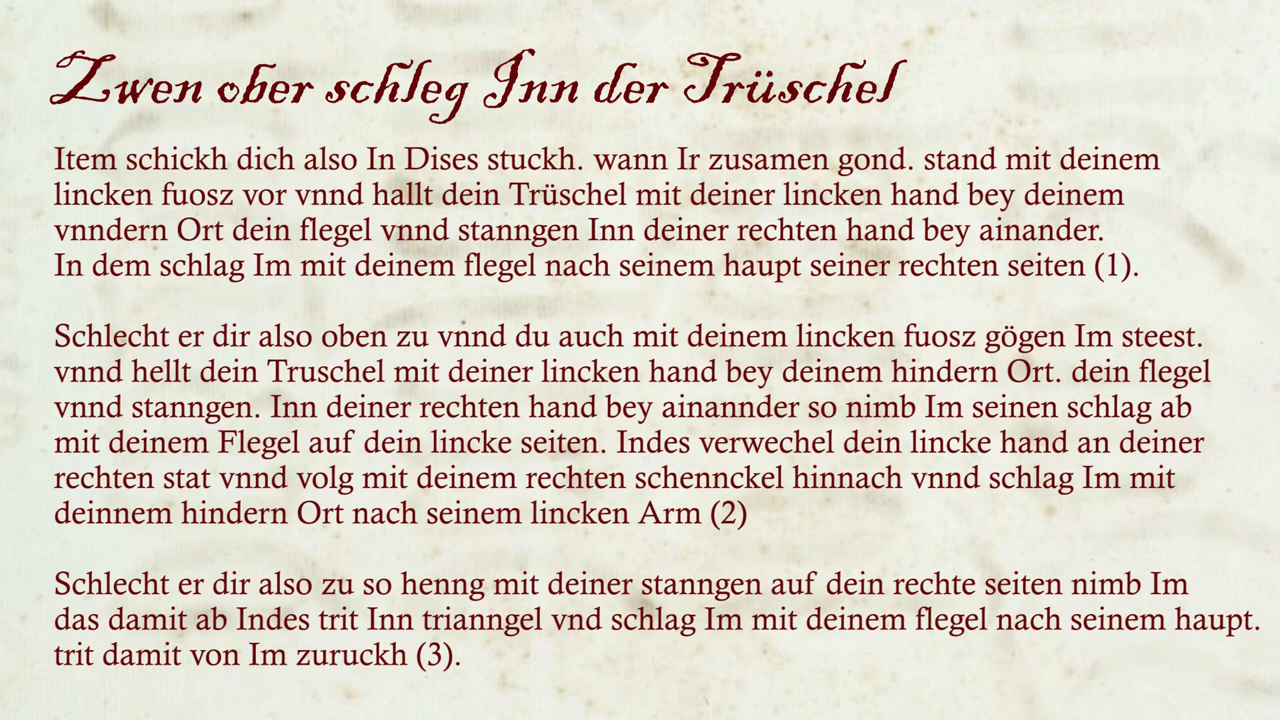 Zwen ober schleg Inn der Trüschel
Item schickh dich also In Dises stuckh. wann Ir zusamen gond. stand mit deinem
lincken fuosz vor vnnd hallt dein Trüschel mit deiner lincken hand bey deinem
vnndern Ort dein flegel vnnd stanngen Inn deiner rechten hand bey ainander.
In dem schlag Im mit deinem flegel nach seinem haupt seiner rechten seiten (1).
Schlecht er dir also oben zu vnnd du auch mit deinem lincken fuosz gögen Im steest.
vnnd hellt dein Truschel mit deiner lincken hand bey deinem hindern Ort. dein flegel
vnnd stanngen. Inn deiner rechten hand bey ainannder so nimb Im seinen schlag ab
mit deinem Flegel auf dein lincke seiten. Indes verwechel dein lincke hand an deiner
rechten stat vnnd volg mit deinem rechten schennckel hinnach vnnd schlag Im mit
deinnem hindern Ort nach seinem lincken Arm (2)
Schlecht er dir also zu so henng mit deiner stanngen auf dein rechte seiten nimb Im
das damit ab Indes trit Inn trianngel vnd schlag Im mit deinem flegel nach seinem haupt.
trit damit von Im zuruckh (3).